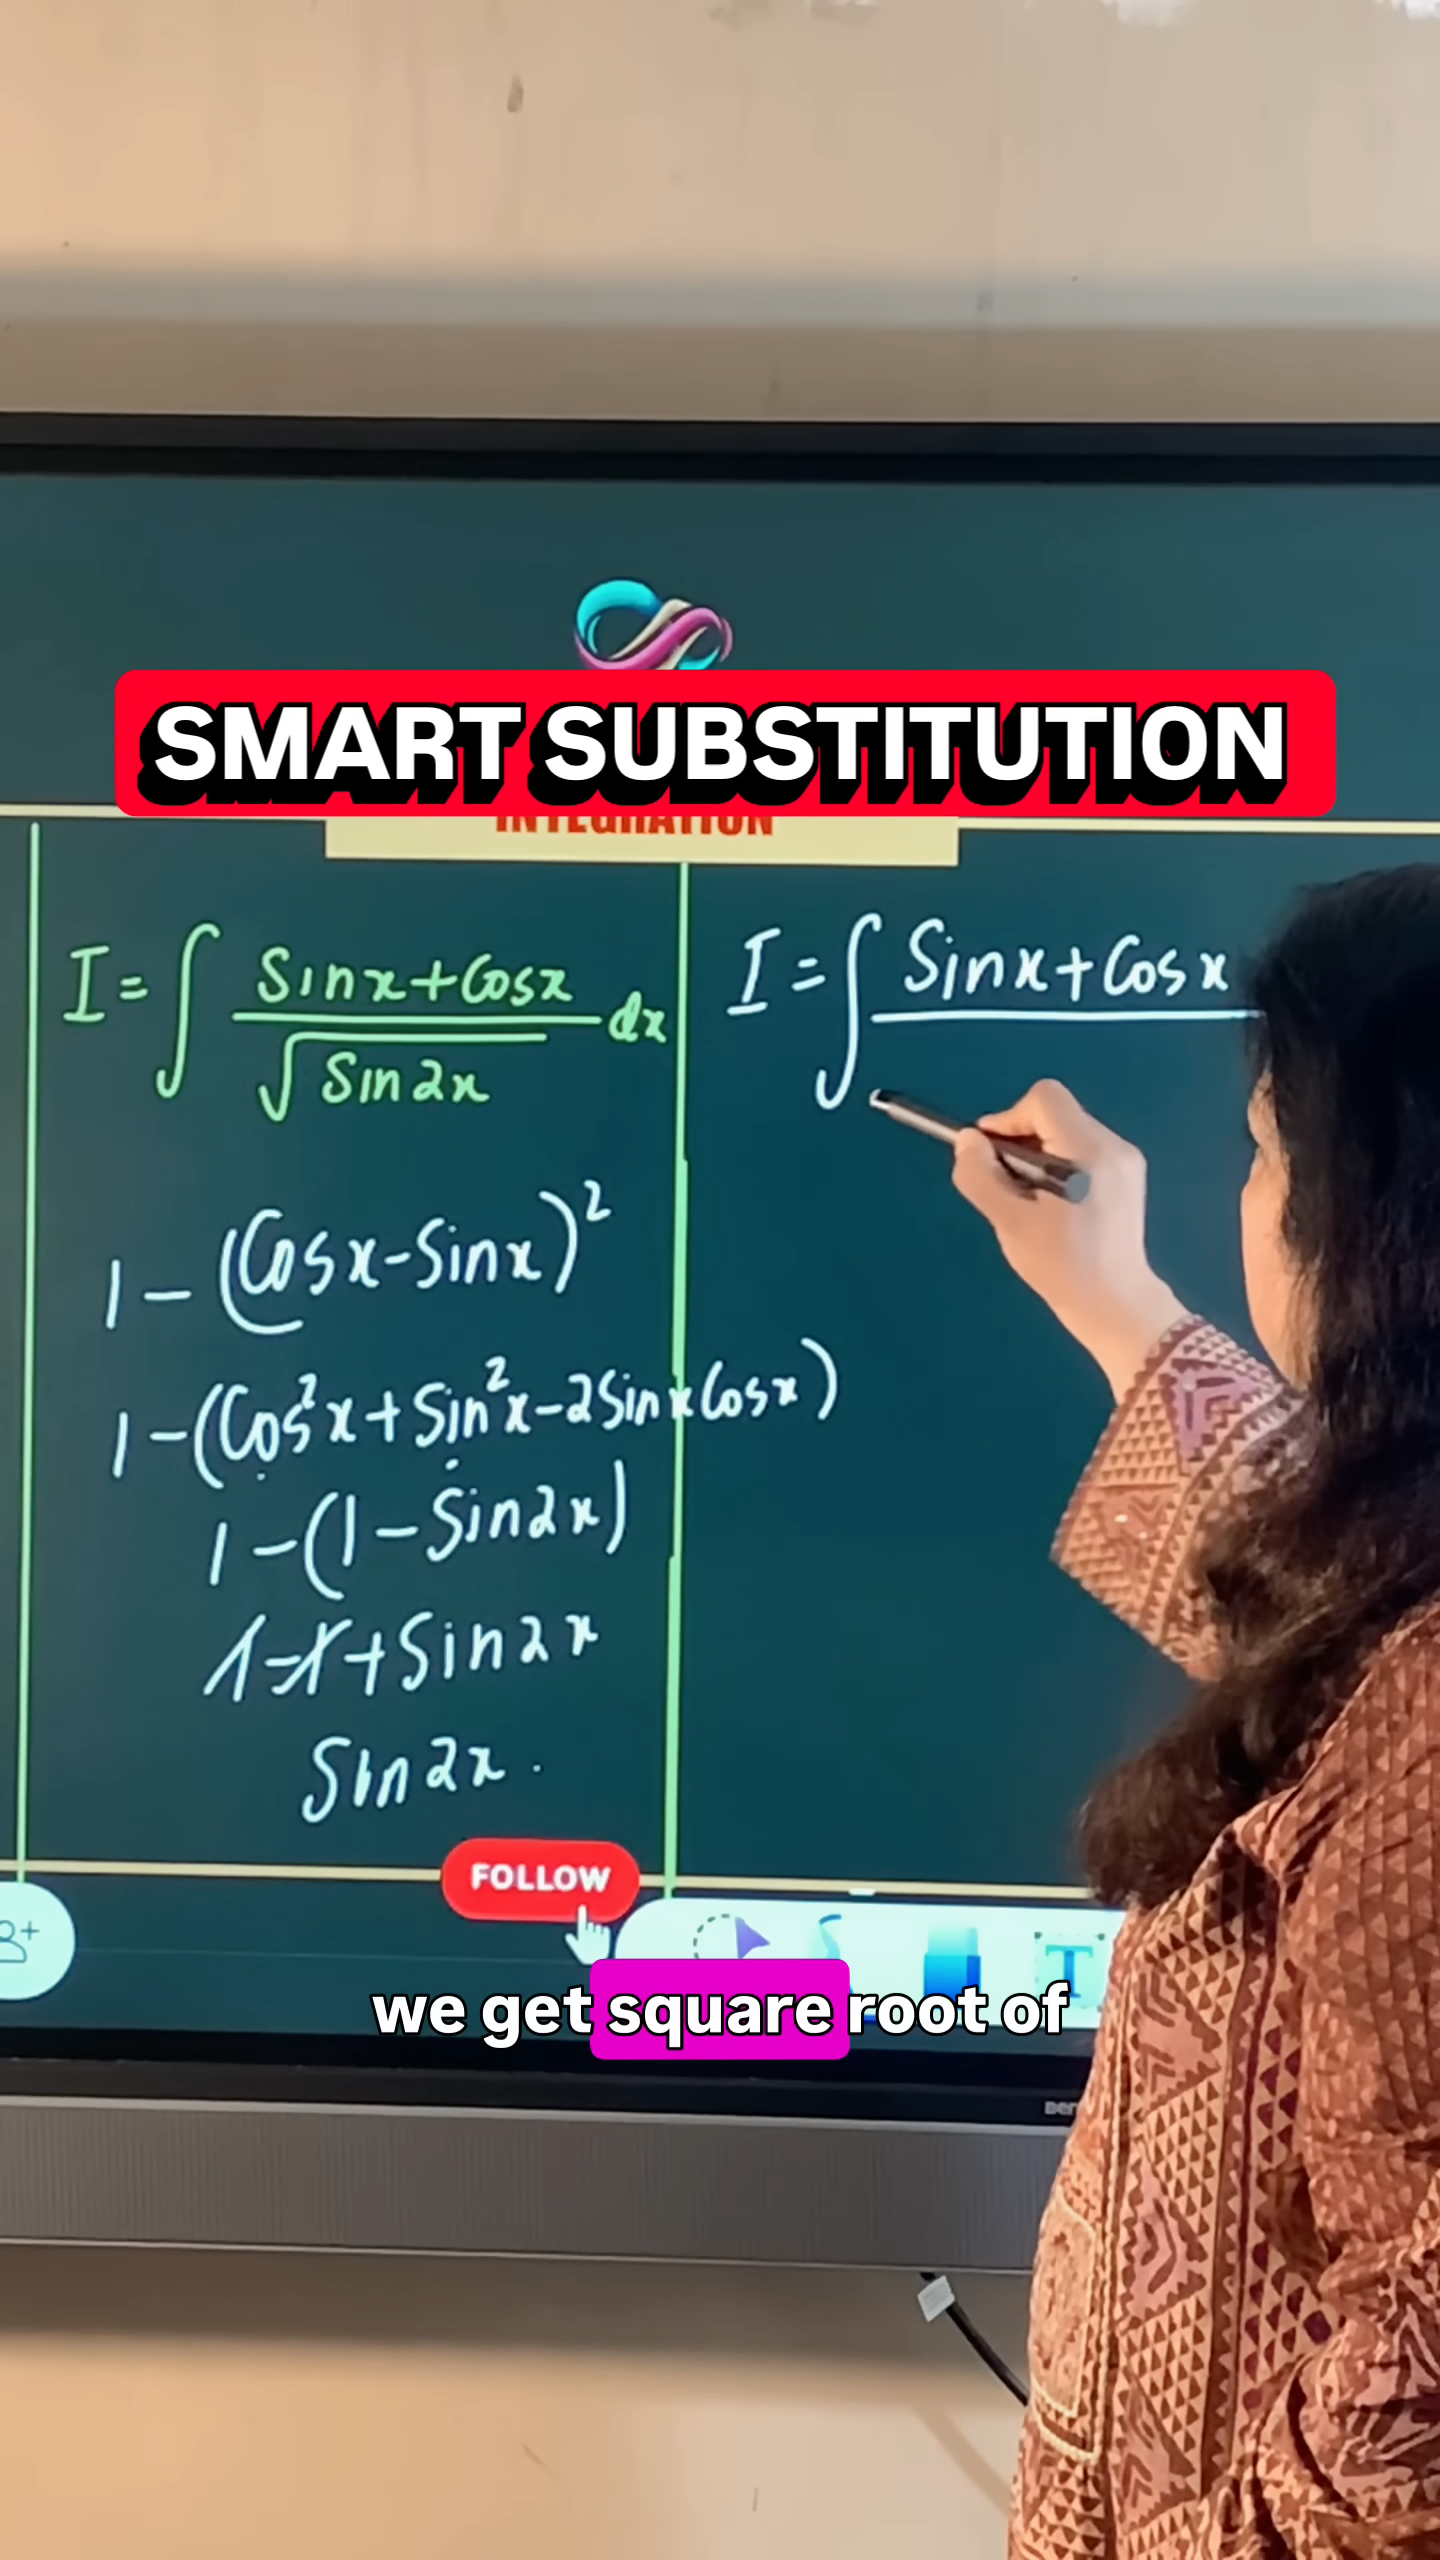 SMART SUBSTITUTION
INTEGRATION
I = ∫ Sinx+Cosx / √Sin2x dx
1-(Cosx-Sinx)²
1-(Cos²x+Sin²x-2SinxCosx)
1-(1-Sin2x)
1-1+Sin2x
Sin2x.
I = ∫ Sinx+Cosx
FOLLOW
T
we get square root of